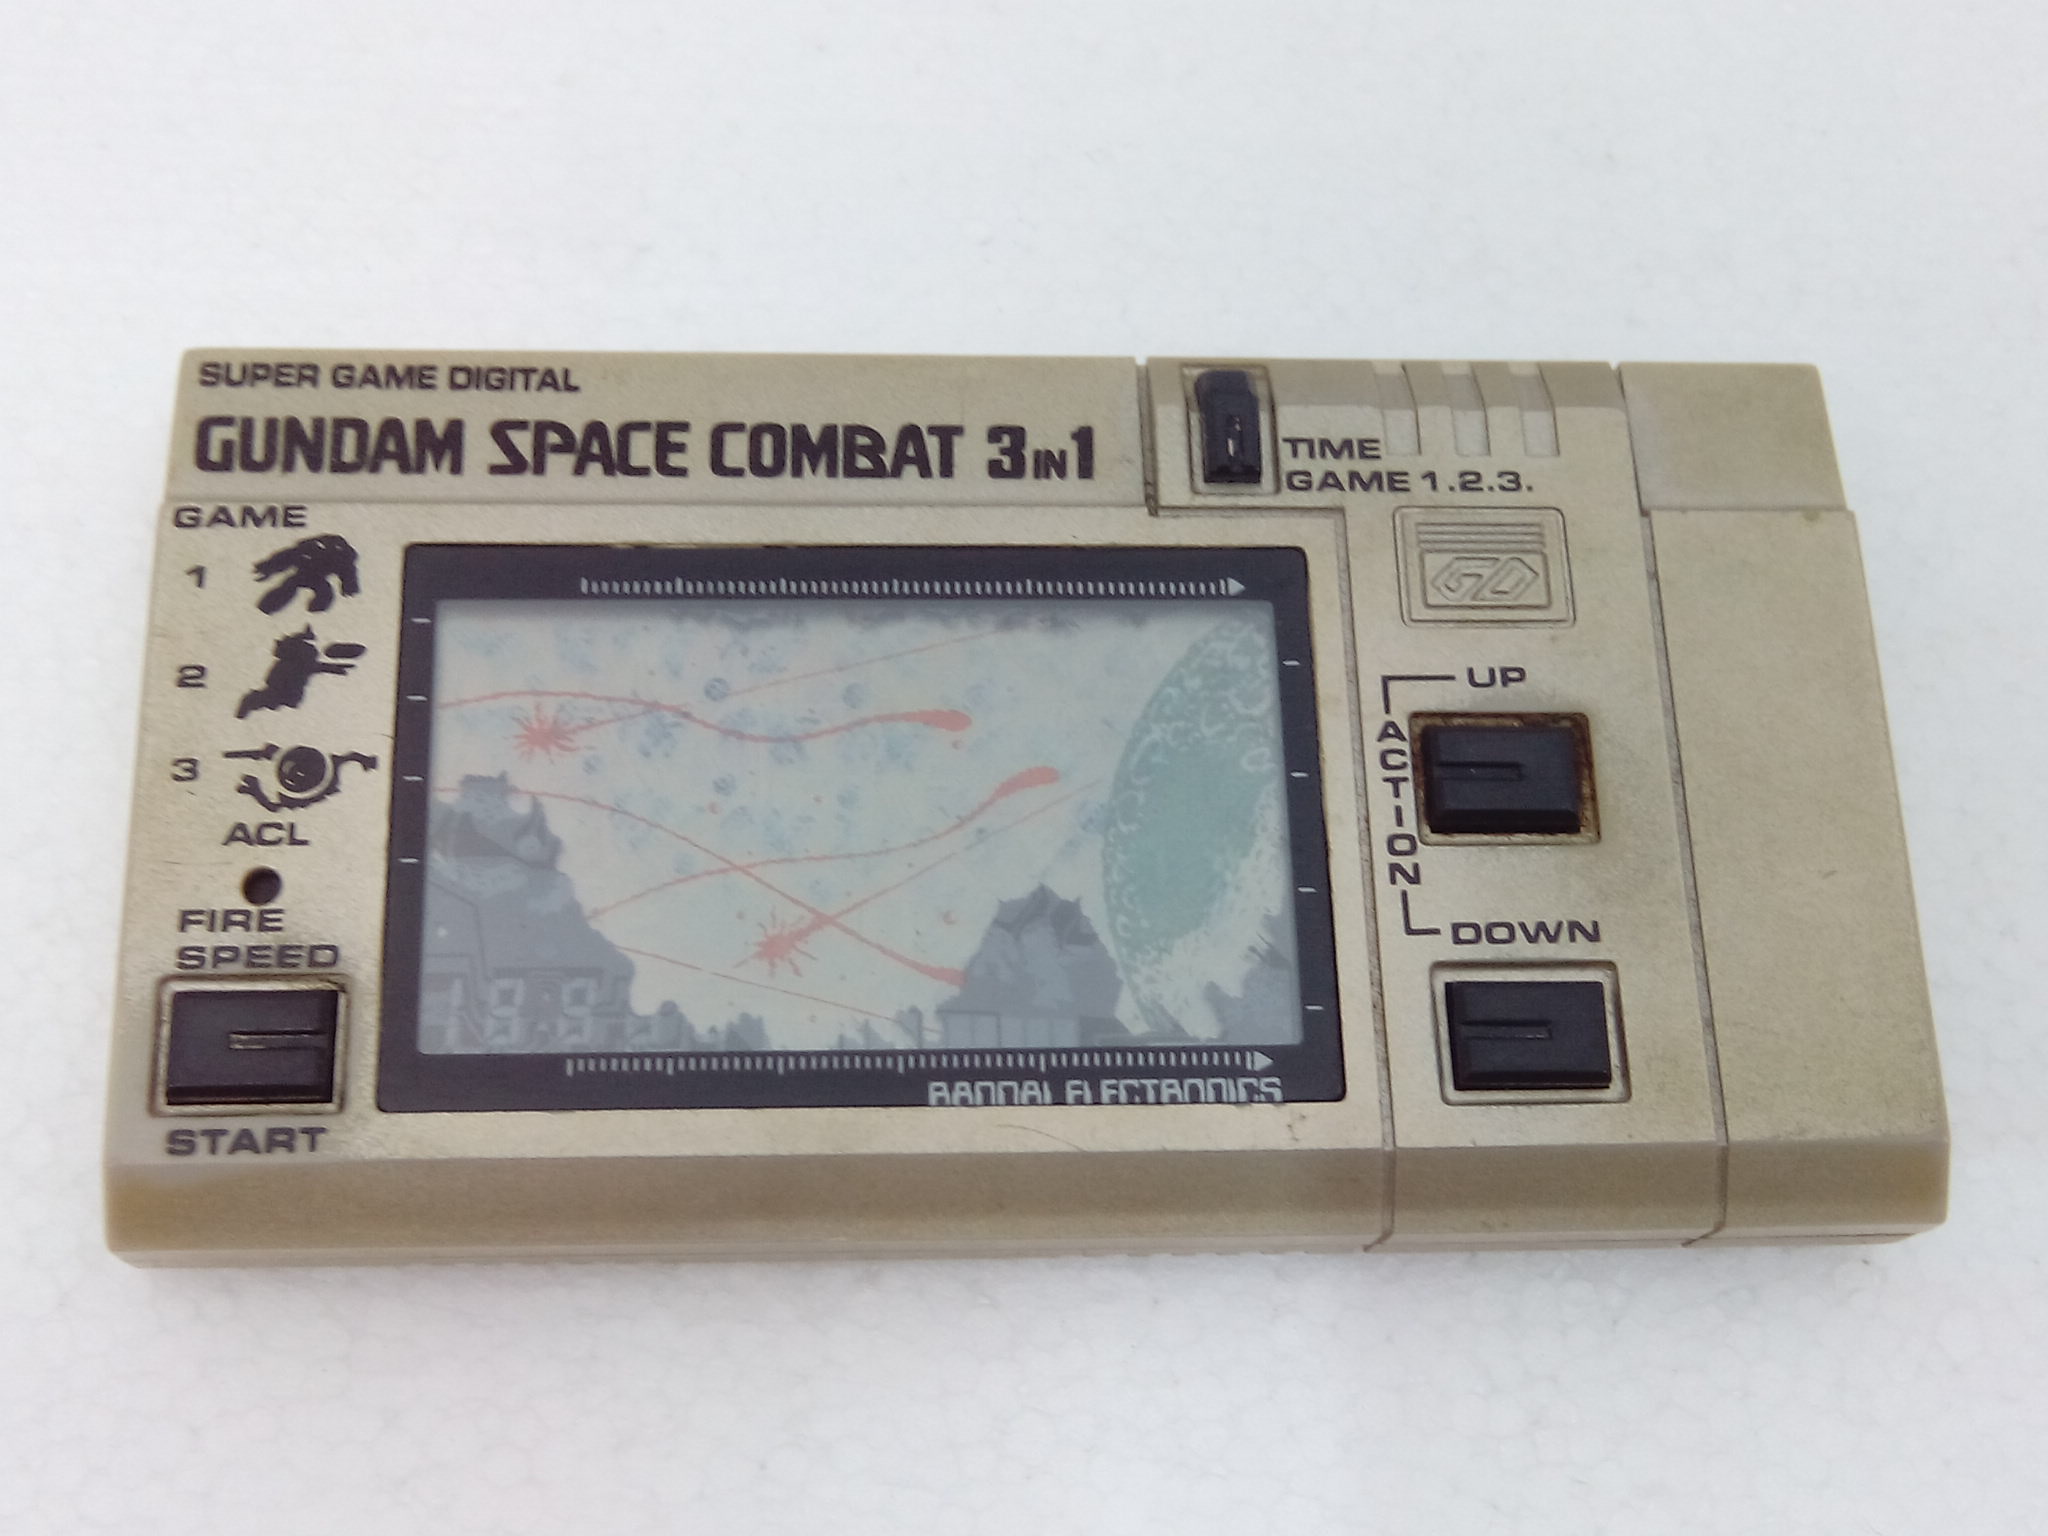 SUPER GAME DIGITAL
GUNDAM SPACE COMBAT 3 IN 1
TIME
GAME 1.2.3.
GAME
1
2
3
ACL
FIRE
SPEED
START
UP
ACTION
DOWN
BANDAI ELECTRONICS